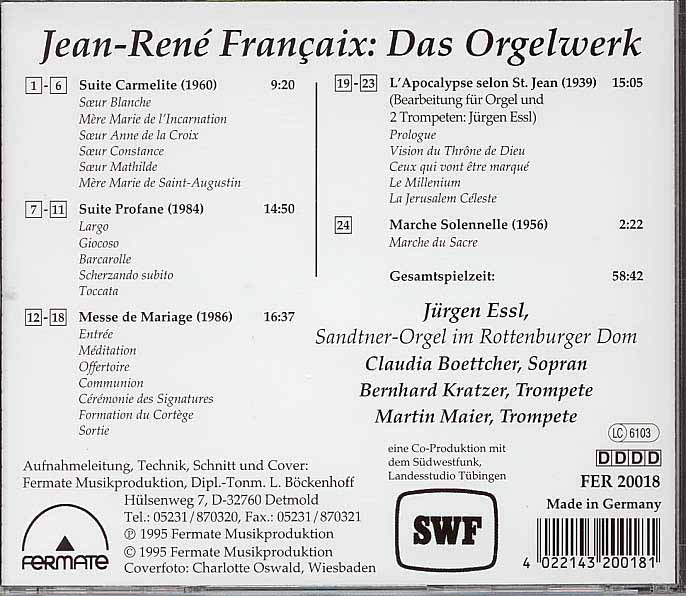 Jean-René Françaix: Das Orgelwerk
1 - 6 Suite Carmelite (1960) 9:20
Sœur Blanche
Mère Marie de l'Incarnation
Sœur Anne de la Croix
Sœur Constance
Sœur Mathilde
Mère Marie de Saint-Augustin
7 - 11 Suite Profane (1984) 14:50
Largo
Giocoso
Barcarolle
Scherzando subito
Toccata
12 - 18 Messe de Mariage (1986) 16:37
Entrée
Méditation
Offertoire
Communion
Cérémonie des Signatures
Formation du Cortège
Sortie
19 - 23 L'Apocalypse selon St. Jean (1939) 15:05
(Bearbeitung für Orgel und
2 Trompeten: Jürgen Essl)
Prologue
Vision du Thrône de Dieu
Ceux qui vont être marqué
Le Millenium
La Jerusalem Céleste
24 Marche Solennelle (1956) 2:22
Marche du Sacre
Gesamtspielzeit: 58:42
Jürgen Essl,
Sandtner-Orgel im Rottenburger Dom
Claudia Boettcher, Sopran
Bernhard Kratzer, Trompete
Martin Maier, Trompete
Aufnahmeleitung, Technik, Schnitt und Cover:
Fermate Musikproduktion, Dipl.-Tonm. L. Böckenhoff
Hülsenweg 7, D-32760 Detmold
Tel.: 05231/870320, Fax.: 05231/870321
℗ 1995 Fermate Musikproduktion
© 1995 Fermate Musikproduktion
Coverfoto: Charlotte Oswald, Wiesbaden
FERMATE
eine Co-Produktion mit
dem Südwestfunk,
Landesstudio Tübingen
SWF
LC 6103
DDDD
FER 20018
Made in Germany
4 022143 200181